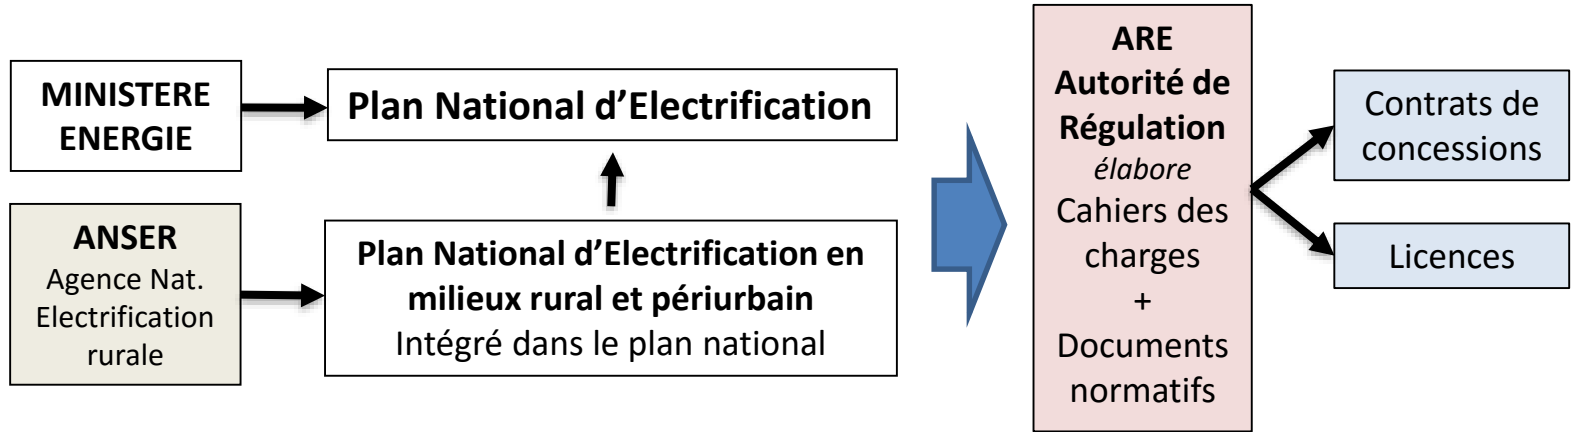 MINISTERE
ENERGIE
Plan National d’Electrification
ANSER
Agence Nat.
Electrification
rurale
Plan National d’Electrification en
milieux rural et périurbain
Intégré dans le plan national
ARE
Autorité de
Régulation
élabore
Cahiers des
charges
+
Documents
normatifs
Contrats de
concessions
Licences